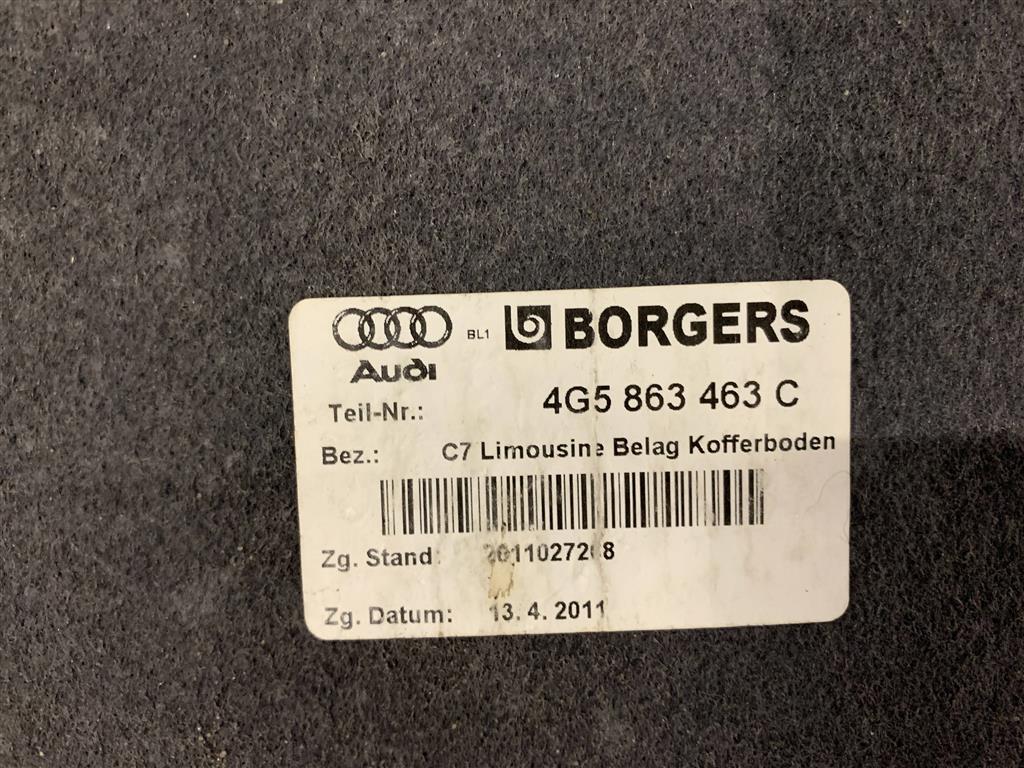 BL1 BORGERS
Audi
Teil-Nr.: 4G5 863 463 C
Bez.: C7 Limousine Belag Kofferboden
Zg. Stand:
Zg. Datum: 13. 4. 2011